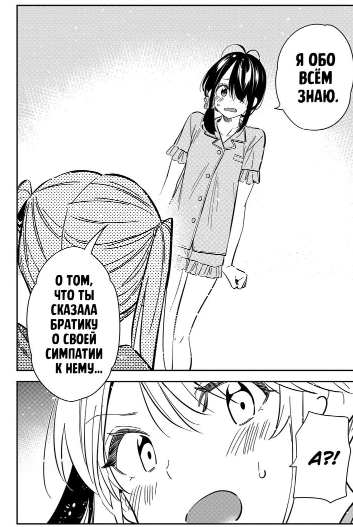 Я ОБО
ВСЁМ
ЗНАЮ.
О ТОМ,
ЧТО ТЫ
СКАЗАЛА
БРАТИКУ
О СВОЕЙ
СИМПАТИИ
К НЕМУ...
А?!